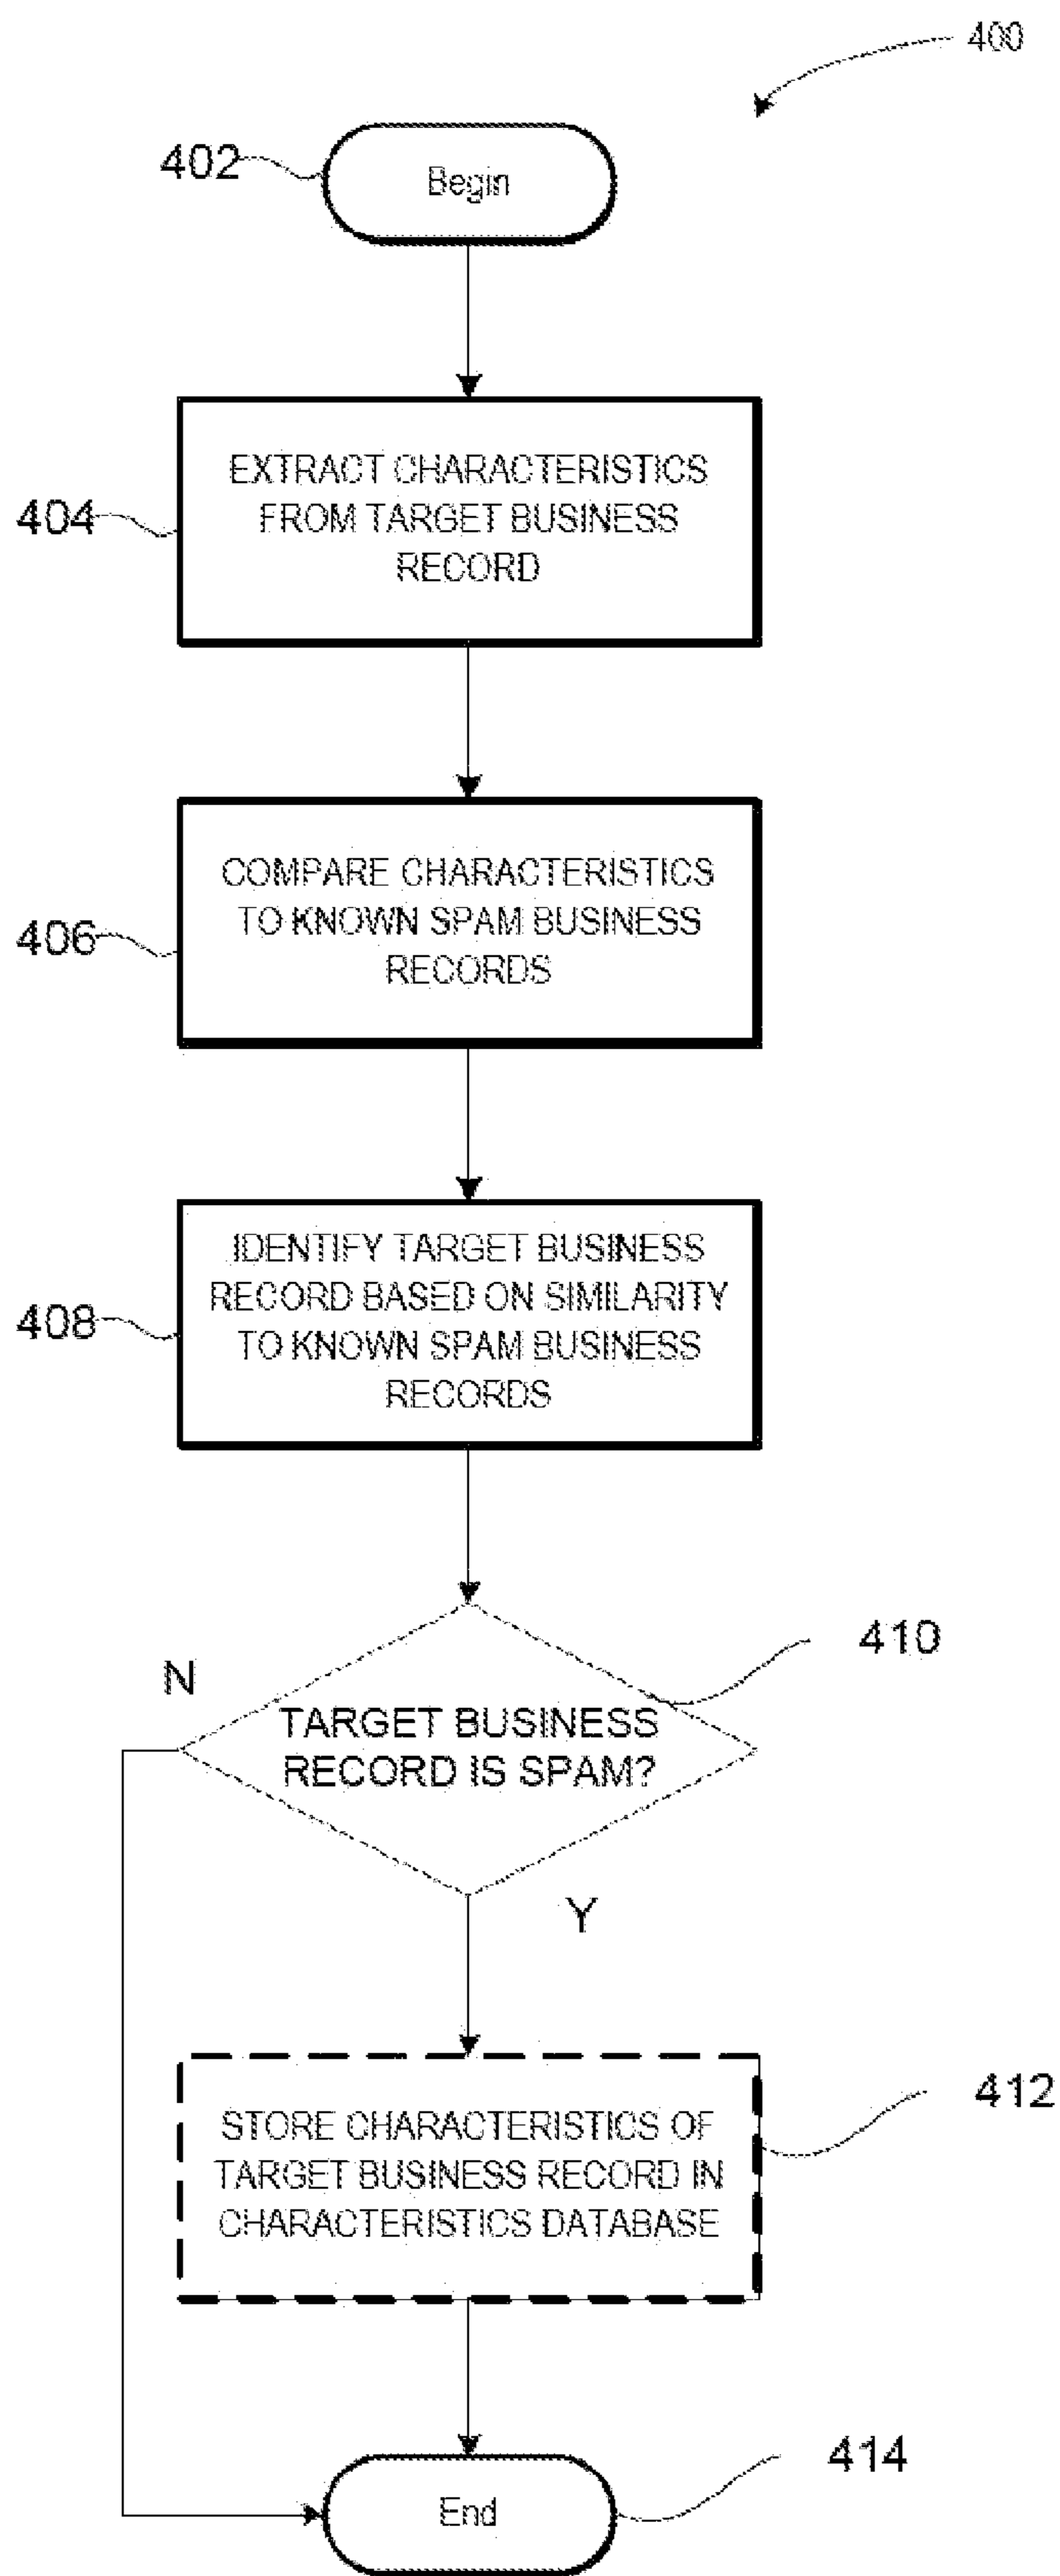 400
402
Begin
404
EXTRACT CHARACTERISTICS
FROM TARGET BUSINESS
RECORD
406
COMPARE CHARACTERISTICS
TO KNOWN SPAM BUSINESS
RECORDS
408
IDENTIFY TARGET BUSINESS
RECORD BASED ON SIMILARITY
TO KNOWN SPAM BUSINESS
RECORDS
410
N
TARGET BUSINESS
RECORD IS SPAM?
Y
412
STORE CHARACTERISTICS OF
TARGET BUSINESS RECORD IN
CHARACTERISTICS DATABASE
414
End